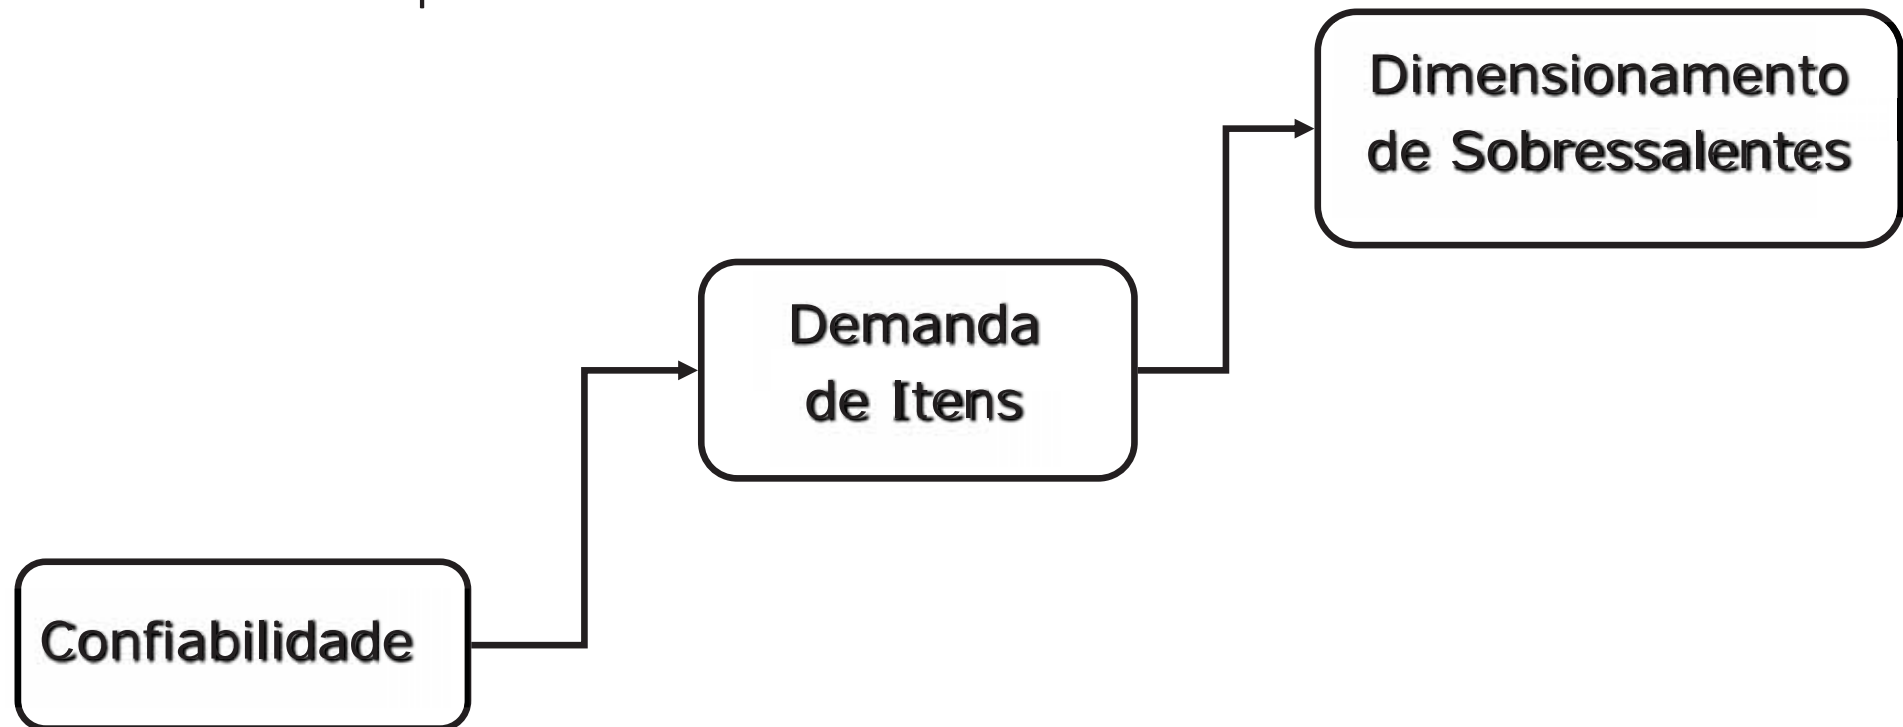 Dimensionamento
de Sobressalentes
Demanda
de Itens
Confiabilidade